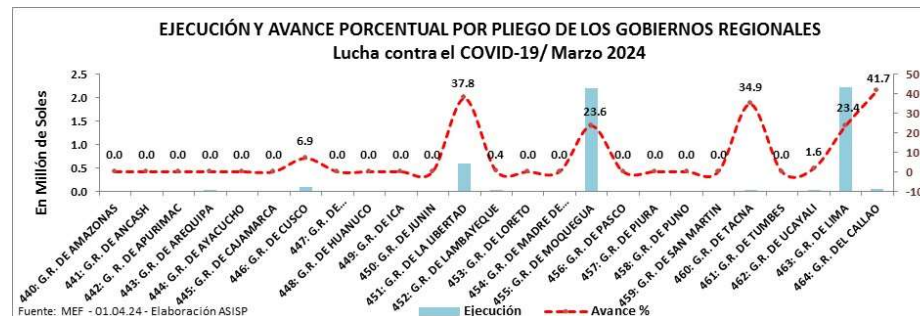 EJECUCIÓN Y AVANCE PORCENTUAL POR PLIEGO DE LOS GOBIERNOS REGIONALES
Lucha contra el COVID-19/ Marzo 2024
En Millón de Soles
2.5
2.0
1.5
1.0
0.5
0.0
0.0 0.0 0.0 0.0 0.0 0.0 6.9 0.0 0.0 0.0 0.0 37.8 0.4 0.0 0.0 23.6 0.0 0.0 0.0 0.0 34.9 0.0 1.6 23.4 41.7
50
40
30
20
10
0
-10
440: G.R. DE AMAZONAS
441: G.R. DE ANCASH
442: G. R. DE APURIMAC
443: G.R. DE AREQUIPA
444: G.R. DE AYACUCHO
445: G.R. DE CAJAMARCA
446: G.R. DE CUSCO
447: G.R. DE...
448: G.R. DE HUANUCO
449: G.R. DE ICA
450: G.R. DE JUNIN
451: G.R. DE LA LIBERTAD
452: G.R. DE LAMBAYEQUE
453: G.R. DE LORETO
454: G.R. DE MADRE DE...
455: G.R. DE MOQUEGUA
456: G.R. DE PASCO
457: G.R. DE PIURA
458: G.R. DE PUNO
459: G.R. DE SAN MARTIN
460: G.R. DE TACNA
461: G.R. DE TUMBES
462: G.R. DE UCAYALI
463: G.R. DE LIMA
464: G.R. DEL CALLAO
Fuente: MEF - 01.04.24 - Elaboración ASISP
Ejecución
Avance %